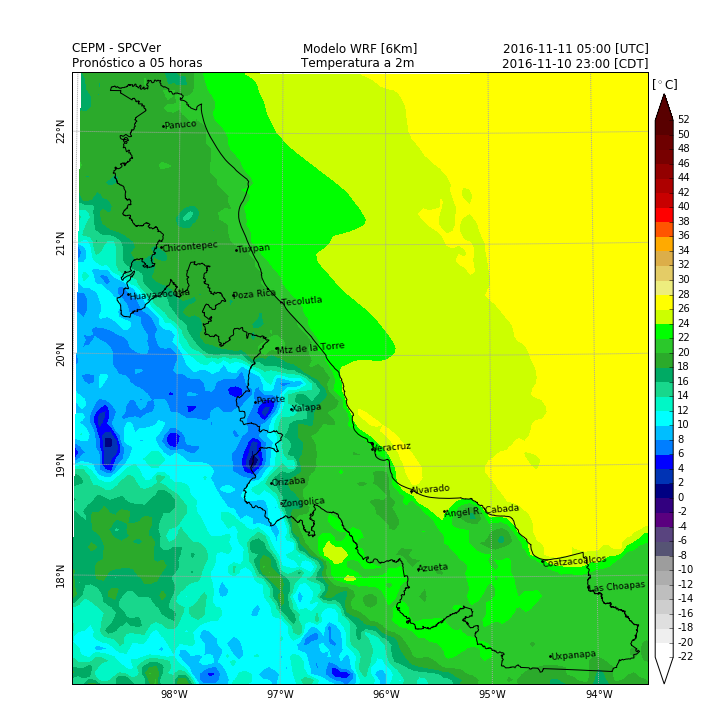 CEPM - SPCVer
Modelo WRF [6Km]
2016-11-11 05:00 [UTC]
Pronóstico a 05 horas
Temperatura a 2m
2016-11-10 23:00 [CDT]
[°C]
52
50
48
46
44
42
40
38
36
34
32
30
28
26
24
22
20
18
16
14
12
10
8
6
4
2
0
-2
-4
-6
-8
-10
-12
-14
-16
-18
-20
-22
22°N
21°N
20°N
19°N
18°N
Panuco
Chicontepec
Tuxpan
Huayacocotla
Poza Rica
Tecolutla
Mtz de la Torre
Perote
Xalapa
Veracruz
Orizaba
Alvarado
Zongolica
Angel R. Cabada
Azueta
Coatzacoalcos
Las Choapas
Uxpanapa
98°W
97°W
96°W
95°W
94°W